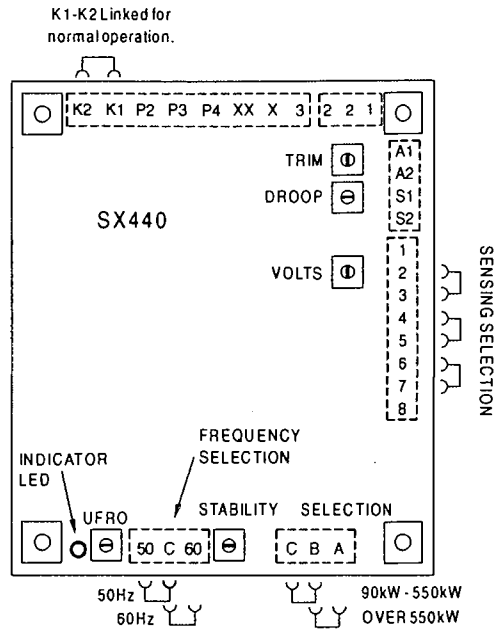 K1-K2 Linked for
normal operation.
K2 K1 P2 P3 P4 XX X 3 2 2 1
TRIM
DROOP
A1
A2
S1
S2
SX440
VOLTS
1
2
3
4
5
6
7
8
SENSING SELECTION
FREQUENCY
SELECTION
INDICATOR
LED
UFRO
STABILITY SELECTION
50 C 60
C B A
50Hz
60Hz
90kW - 550kW
OVER 550kW